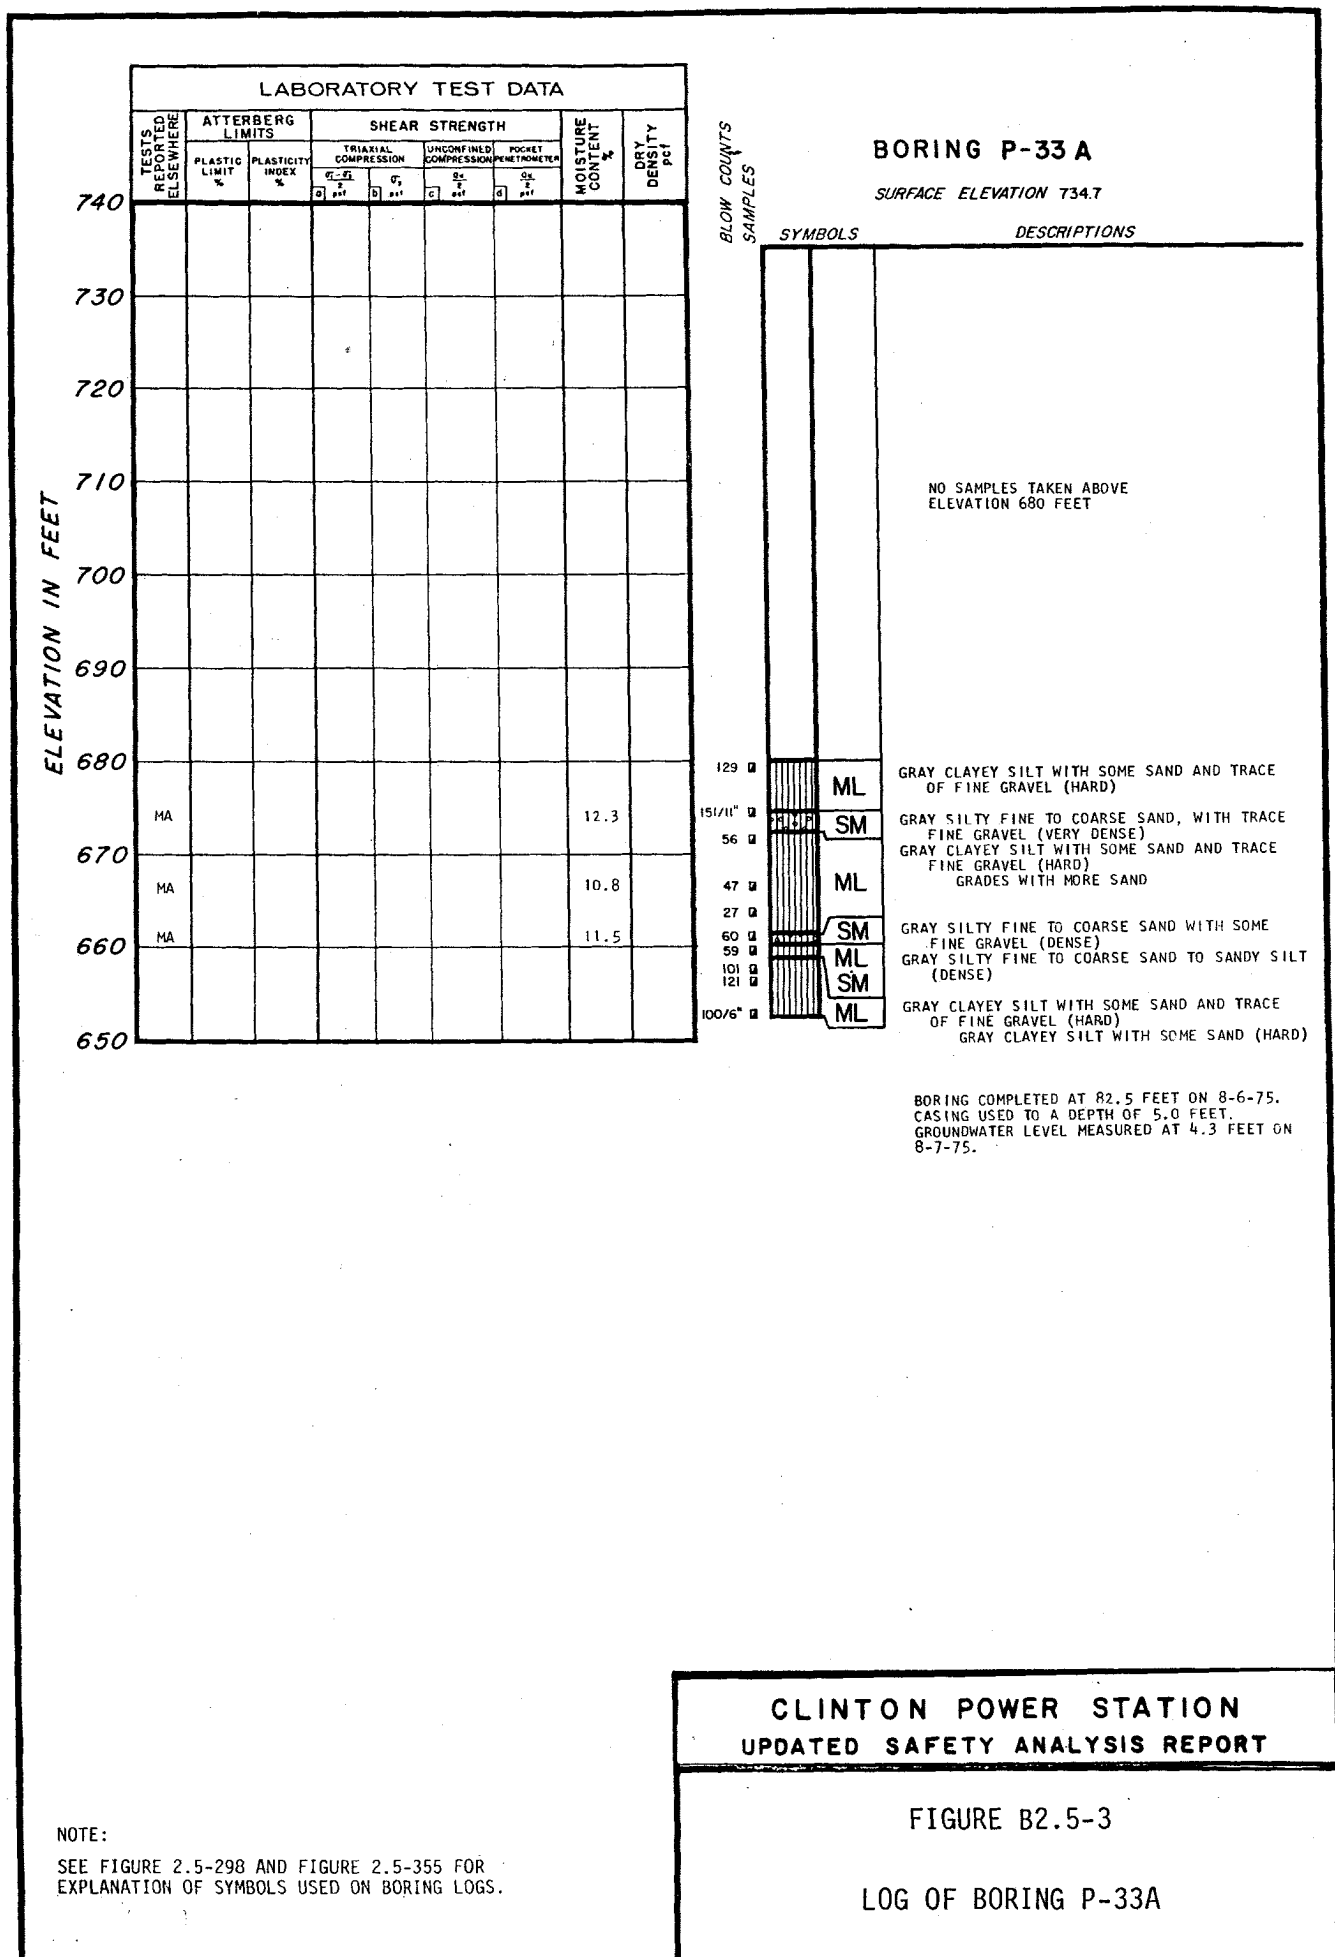 LABORATORY TEST DATA
TESTS REPORTED ELSEWHERE
ATTERBERG LIMITS
SHEAR STRENGTH
MOISTURE CONTENT %
DRY DENSITY pcf
PLASTIC LIMIT %
PLASTICITY INDEX %
TRIAXIAL COMPRESSION
UNCONFINED COMPRESSION
POCKET PENETROMETER
a psf
b psf
c psf
d psf
BLOW COUNTS
SAMPLES
BORING P-33 A
SURFACE ELEVATION 734.7
SYMBOLS
DESCRIPTIONS
ELEVATION IN FEET
740
730
720
710
700
690
680
670
660
650
NO SAMPLES TAKEN ABOVE
ELEVATION 680 FEET
MA 12.3
MA 10.8
MA 11.5
129
151/11"
56
47
27
60
59
101
121
100/6"
ML
SM
ML
SM
ML
SM
ML
GRAY CLAYEY SILT WITH SOME SAND AND TRACE
OF FINE GRAVEL (HARD)
GRAY SILTY FINE TO COARSE SAND, WITH TRACE
FINE GRAVEL (VERY DENSE)
GRAY CLAYEY SILT WITH SOME SAND AND TRACE
FINE GRAVEL (HARD)
GRADES WITH MORE SAND
GRAY SILTY FINE TO COARSE SAND WITH SOME
FINE GRAVEL (DENSE)
GRAY SILTY FINE TO COARSE SAND TO SANDY SILT
(DENSE)
GRAY CLAYEY SILT WITH SOME SAND AND TRACE
OF FINE GRAVEL (HARD)
GRAY CLAYEY SILT WITH SOME SAND (HARD)
BORING COMPLETED AT 82.5 FEET ON 8-6-75.
CASING USED TO A DEPTH OF 5.0 FEET.
GROUNDWATER LEVEL MEASURED AT 4.3 FEET ON
8-7-75.
CLINTON POWER STATION
UPDATED SAFETY ANALYSIS REPORT
FIGURE B2.5-3
LOG OF BORING P-33A
NOTE:
SEE FIGURE 2.5-298 AND FIGURE 2.5-355 FOR
EXPLANATION OF SYMBOLS USED ON BORING LOGS.